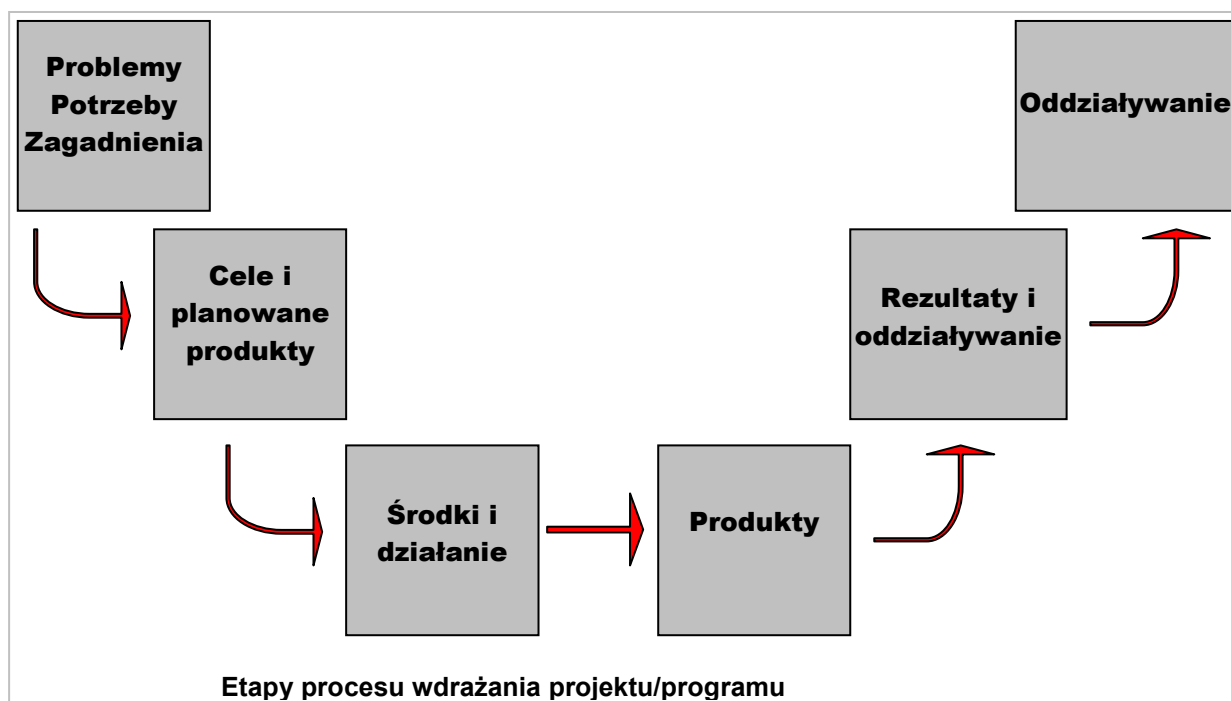 Problemy
Potrzeby
Zagadnienia
Cele i
planowane
produkty
Środki i
działanie
Produkty
Rezultaty i
oddziaływanie
Oddziaływanie
Etapy procesu wdrażania projektu/programu